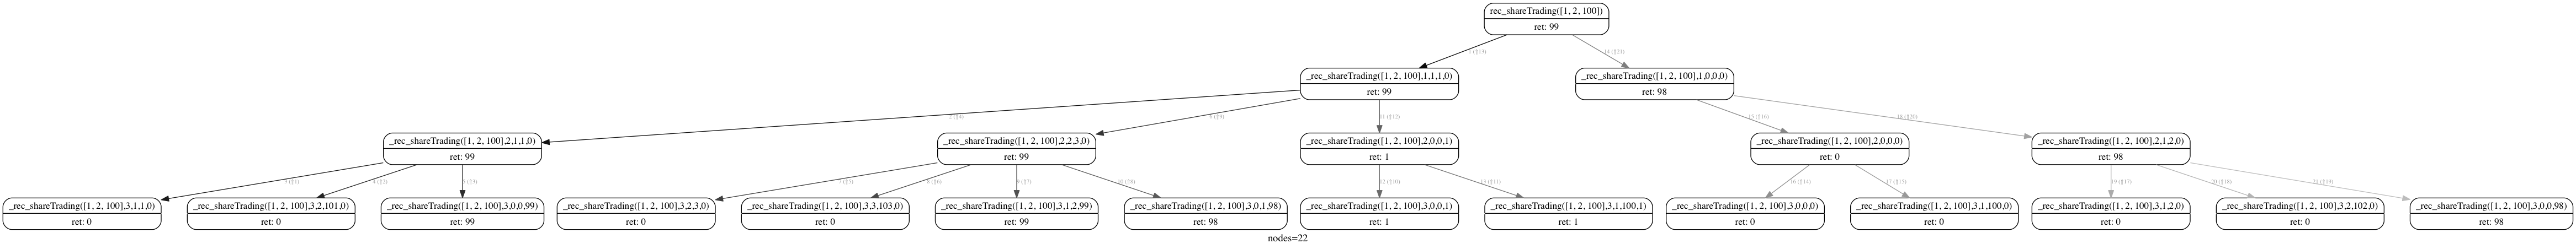 rec_shareTrading([1, 2, 100])
ret: 99
_rec_shareTrading([1, 2, 100],1,1,1,0)
ret: 99
_rec_shareTrading([1, 2, 100],1,0,0,0)
ret: 98
_rec_shareTrading([1, 2, 100],2,1,1,0)
ret: 99
_rec_shareTrading([1, 2, 100],2,2,3,0)
ret: 99
_rec_shareTrading([1, 2, 100],2,0,0,1)
ret: 1
_rec_shareTrading([1, 2, 100],2,0,0,0)
ret: 0
_rec_shareTrading([1, 2, 100],2,1,2,0)
ret: 98
_rec_shareTrading([1, 2, 100],3,1,1,0)
ret: 0
_rec_shareTrading([1, 2, 100],3,2,101,0)
ret: 0
_rec_shareTrading([1, 2, 100],3,0,0,99)
ret: 99
_rec_shareTrading([1, 2, 100],3,2,3,0)
ret: 0
_rec_shareTrading([1, 2, 100],3,3,103,0)
ret: 0
_rec_shareTrading([1, 2, 100],3,1,2,99)
ret: 99
_rec_shareTrading([1, 2, 100],3,0,1,98)
ret: 98
_rec_shareTrading([1, 2, 100],3,0,0,1)
ret: 1
_rec_shareTrading([1, 2, 100],3,1,100,1)
ret: 1
_rec_shareTrading([1, 2, 100],3,0,0,0)
ret: 0
_rec_shareTrading([1, 2, 100],3,1,100,0)
ret: 0
_rec_shareTrading([1, 2, 100],3,1,2,0)
ret: 0
_rec_shareTrading([1, 2, 100],3,2,102,0)
ret: 0
_rec_shareTrading([1, 2, 100],3,0,0,98)
ret: 98
nodes=22